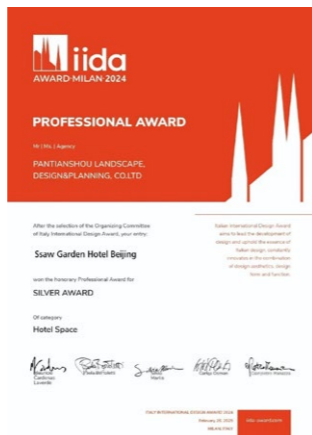 iida
AWARD·MILAN·2024
PROFESSIONAL AWARD
Mr | Ms. | Agency
PANTIANSHOU LANDSCAPE,
DESIGN&PLANNING, CO.LTD
After the selection of the Organizing Committee
of Italy International Design Award, your entry:
Ssaw Garden Hotel Beijing
won the honorary Professional Award for
SILVER AWARD
Of category
Hotel Space
Italian International Design Award
aims to lead the development of
design and uphold the essence of
Italian design, constantly
innovates in the combination
of design aesthetics, design
form and function.
ITALY INTERNATIONAL DESIGN AWARD 2024
MILAN ITALY